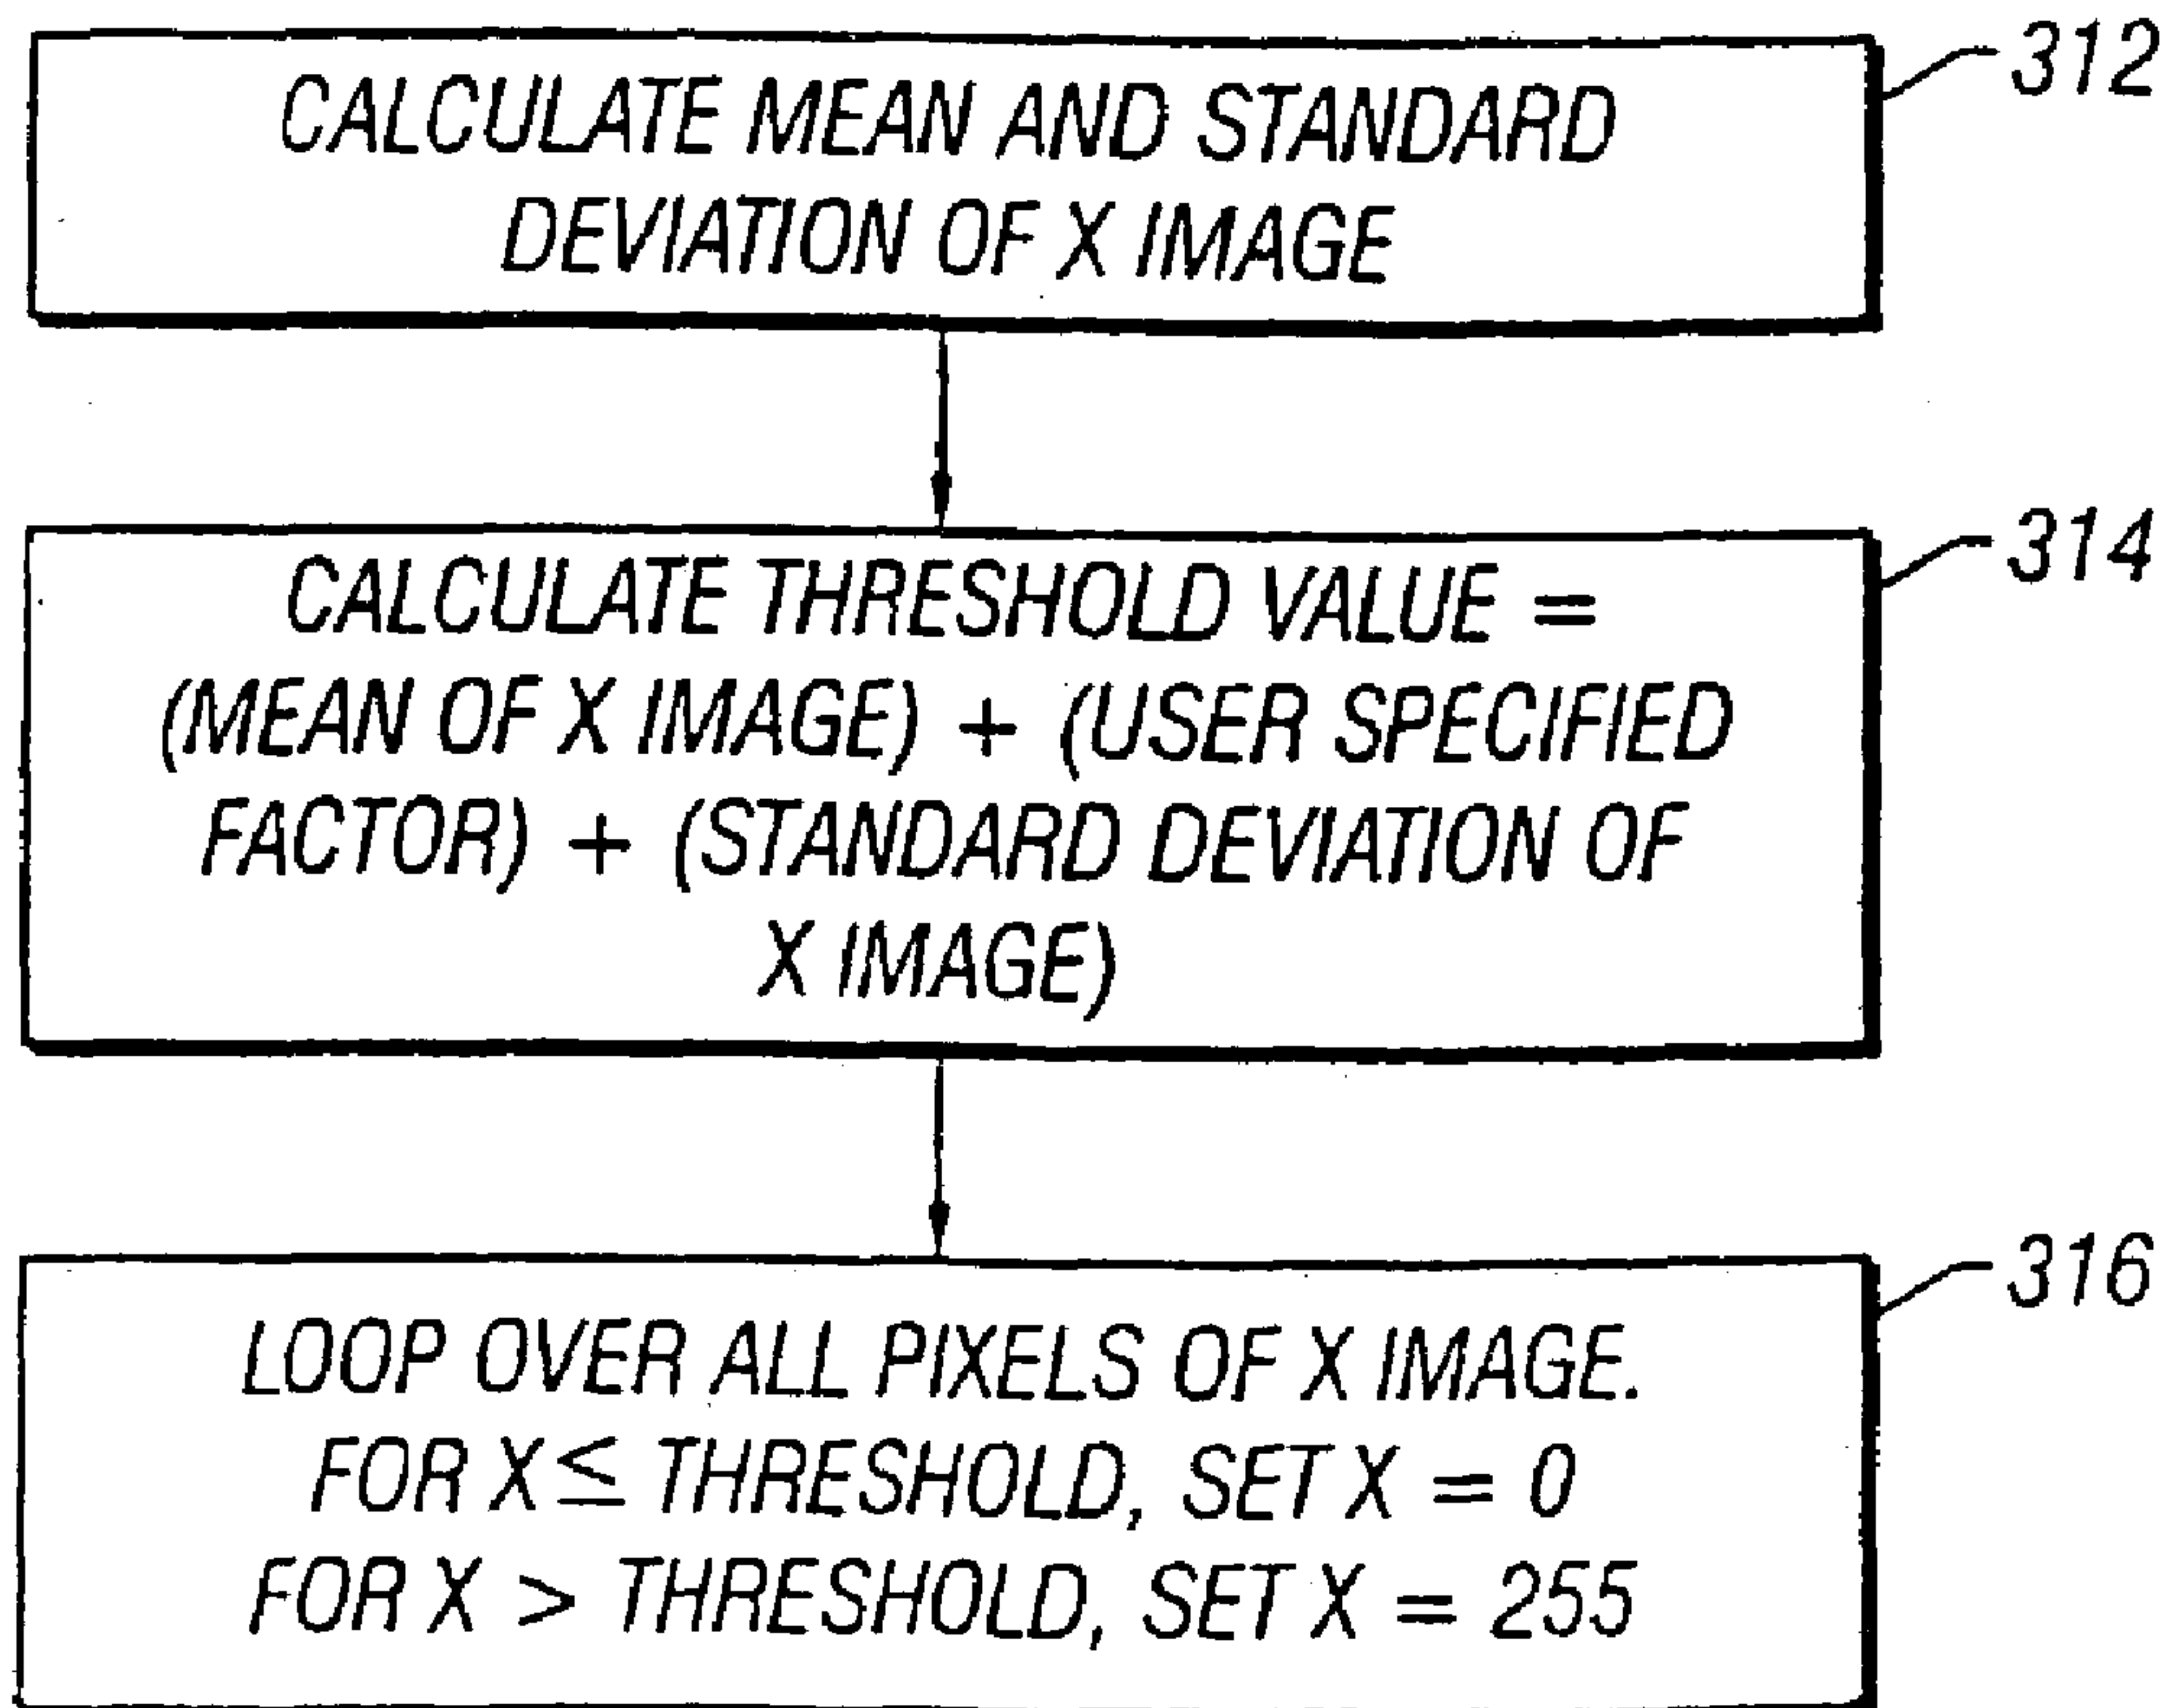 CALCULATE MEAN AND STANDARD
DEVIATION OF X IMAGE
312
CALCULATE THRESHOLD VALUE =
(MEAN OF X IMAGE) + (USER SPECIFIED
FACTOR) + (STANDARD DEVIATION OF
X IMAGE)
314
LOOP OVER ALL PIXELS OF X IMAGE.
FOR X ≤ THRESHOLD, SET X = 0
FOR X > THRESHOLD, SET X = 255
316